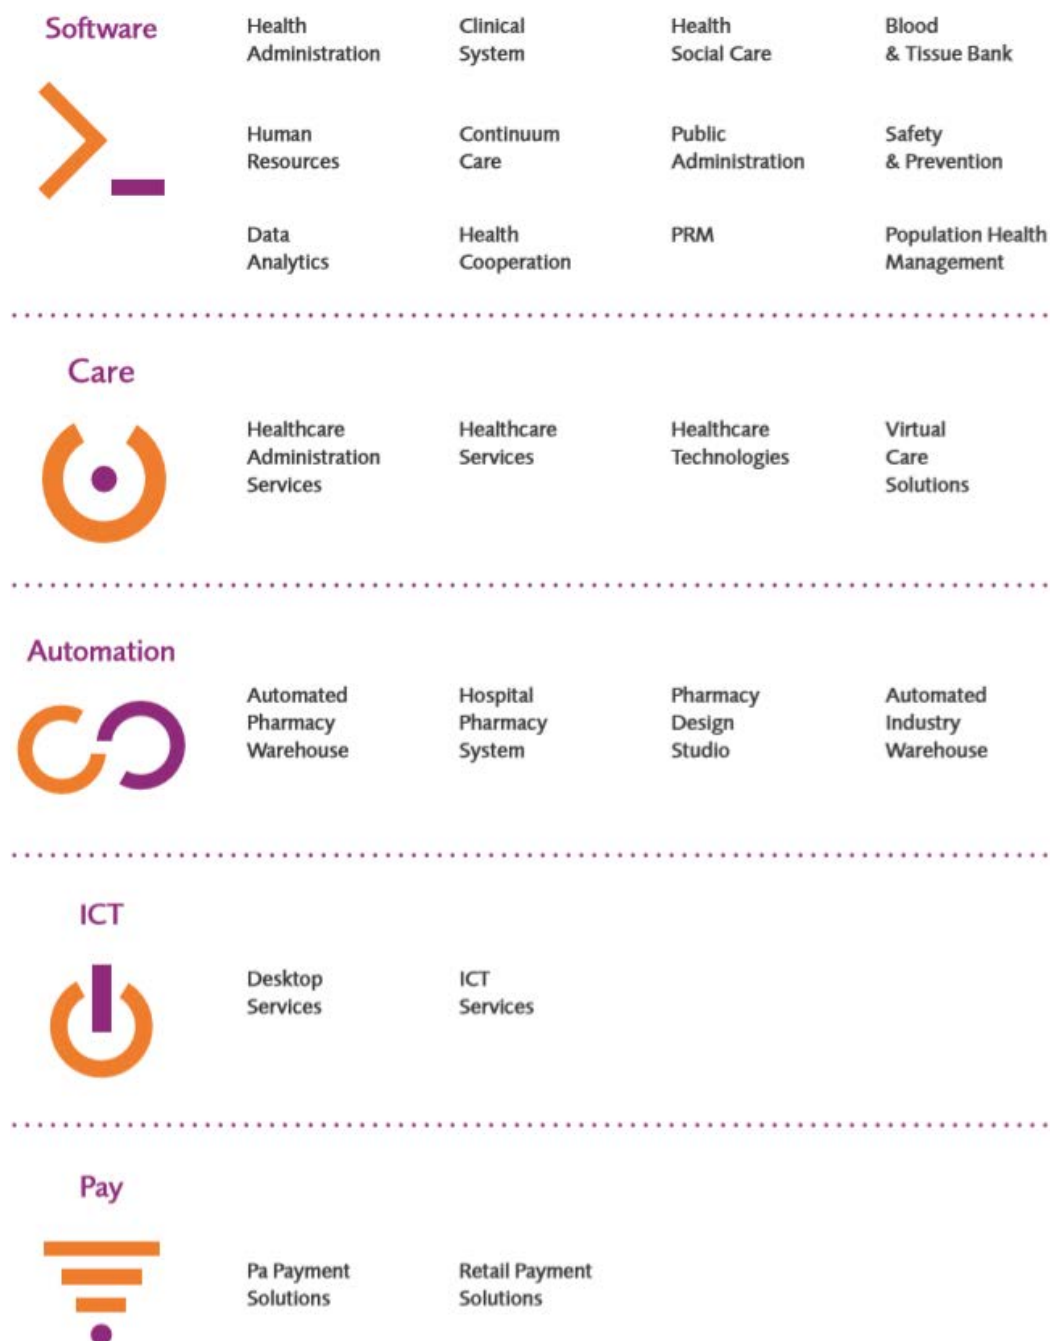 Software
Health
Administration
Clinical
System
Health
Social Care
Blood
& Tissue Bank
Human
Resources
Continuum
Care
Public
Administration
Safety
& Prevention
Data
Analytics
Health
Cooperation
PRM
Population Health
Management
Care
Healthcare
Administration
Services
Healthcare
Services
Healthcare
Technologies
Virtual
Care
Solutions
Automation
Automated
Pharmacy
Warehouse
Hospital
Pharmacy
System
Pharmacy
Design
Studio
Automated
Industry
Warehouse
ICT
Desktop
Services
ICT
Services
Pay
Pa Payment
Solutions
Retail Payment
Solutions